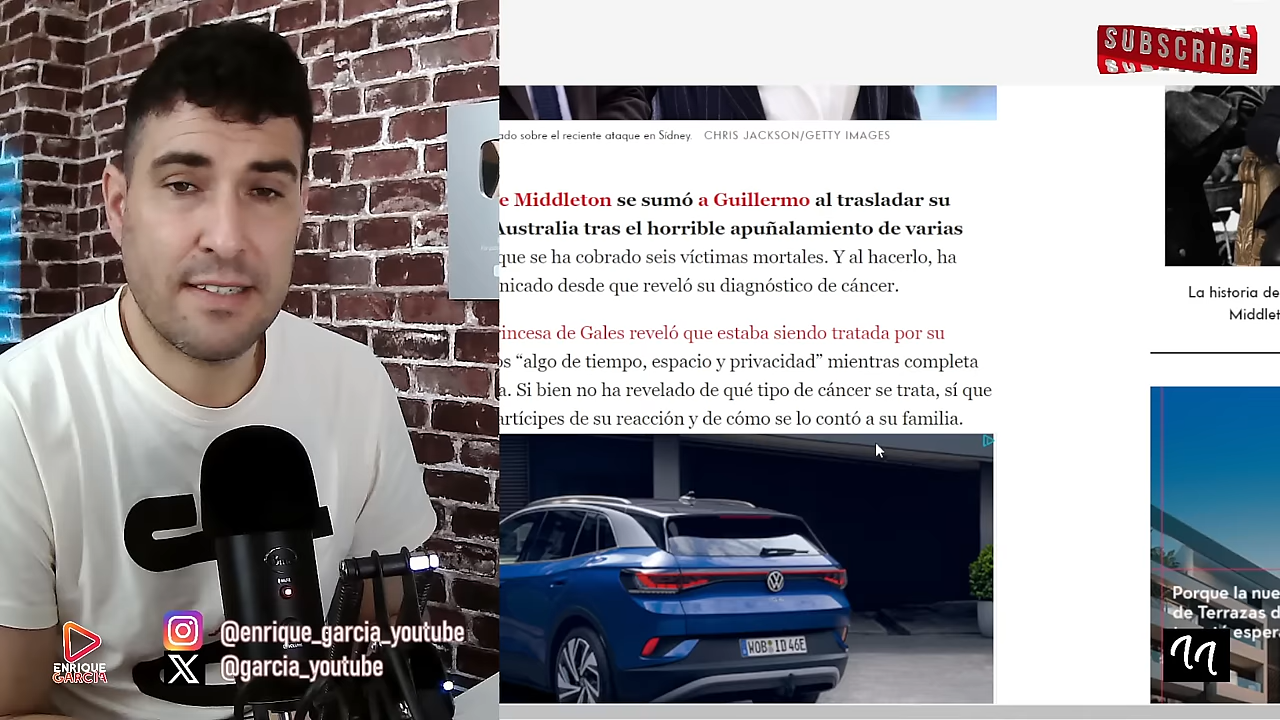 SUBSCRIBE
ado sobre el reciente ataque en Sídney. CHRIS JACKSON/GETTY IMAGES
e Middleton se sumó a Guillermo al trasladar su
Australia tras el horrible apuñalamiento de varias
que se ha cobrado seis víctimas mortales. Y al hacerlo, ha
nicado desde que reveló su diagnóstico de cáncer.
rincesa de Gales reveló que estaba siendo tratada por su
os “algo de tiempo, espacio y privacidad” mientras completa
a. Si bien no ha revelado de qué tipo de cáncer se trata, sí que
artícipes de su reacción y de cómo se lo contó a su familia.
La historia de
Middlet
WOB ID 46E
Porque la nue
de Terrazas d
espera
ENRIQUE
GARCIA
@enrique_garcia_youtube
@garcia_youtube